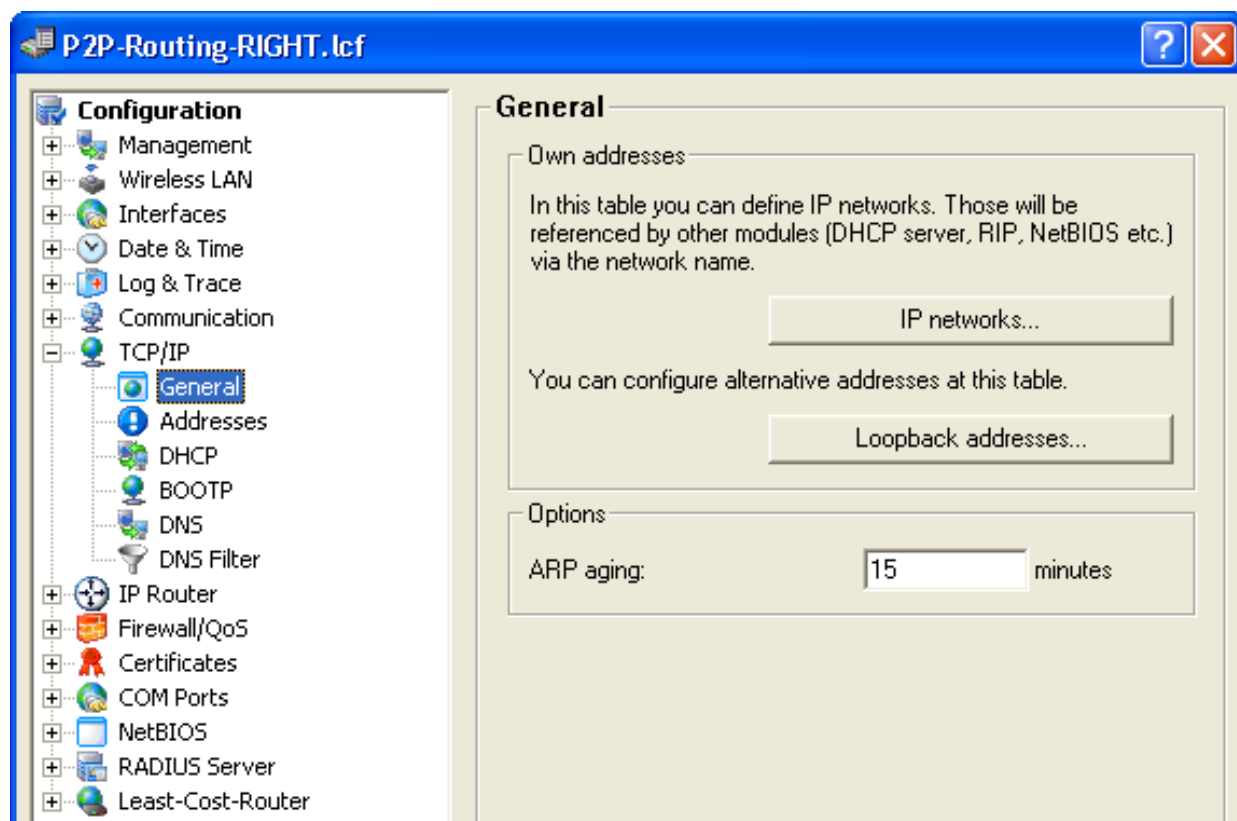 P2P-Routing-RIGHT.lcf
Configuration
Management
Wireless LAN
Interfaces
Date & Time
Log & Trace
Communication
TCP/IP
General
Addresses
DHCP
BOOTP
DNS
DNS Filter
IP Router
Firewall/QoS
Certificates
COM Ports
NetBIOS
RADIUS Server
Least-Cost-Router
General
Own addresses
In this table you can define IP networks. Those will be
referenced by other modules (DHCP server, RIP, NetBIOS etc.)
via the network name.
IP networks...
You can configure alternative addresses at this table.
Loopback addresses...
Options
ARP aging: 15 minutes